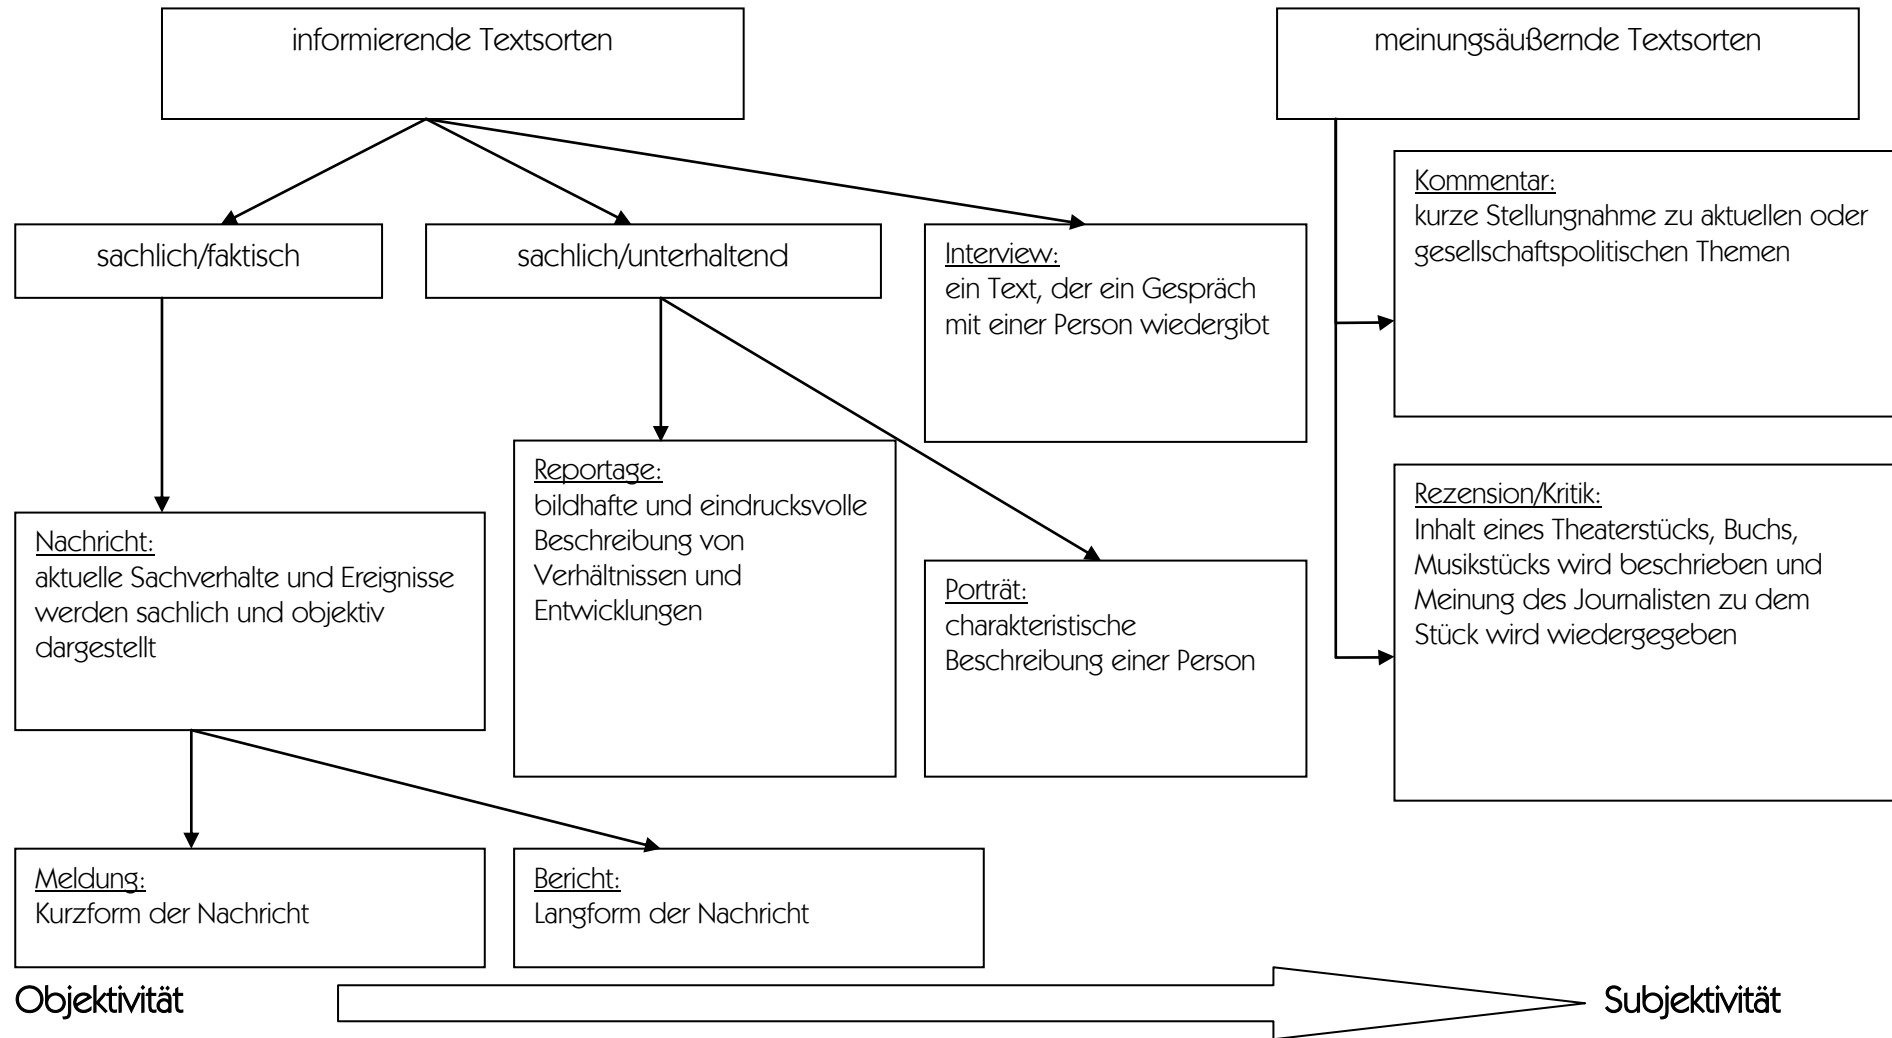 informierende Textsorten
meinungsäußernde Textsorten
sachlich/faktisch
sachlich/unterhaltend
Interview:
ein Text, der ein Gespräch
mit einer Person wiedergibt
Kommentar:
kurze Stellungnahme zu aktuellen oder
gesellschaftspolitischen Themen
Nachricht:
aktuelle Sachverhalte und Ereignisse
werden sachlich und objektiv
dargestellt
Reportage:
bildhafte und eindrucksvolle
Beschreibung von
Verhältnissen und
Entwicklungen
Porträt:
charakteristische
Beschreibung einer Person
Rezension/Kritik:
Inhalt eines Theaterstücks, Buchs,
Musikstücks wird beschrieben und
Meinung des Journalisten zu dem
Stück wird wiedergegeben
Meldung:
Kurzform der Nachricht
Bericht:
Langform der Nachricht
Objektivität
Subjektivität